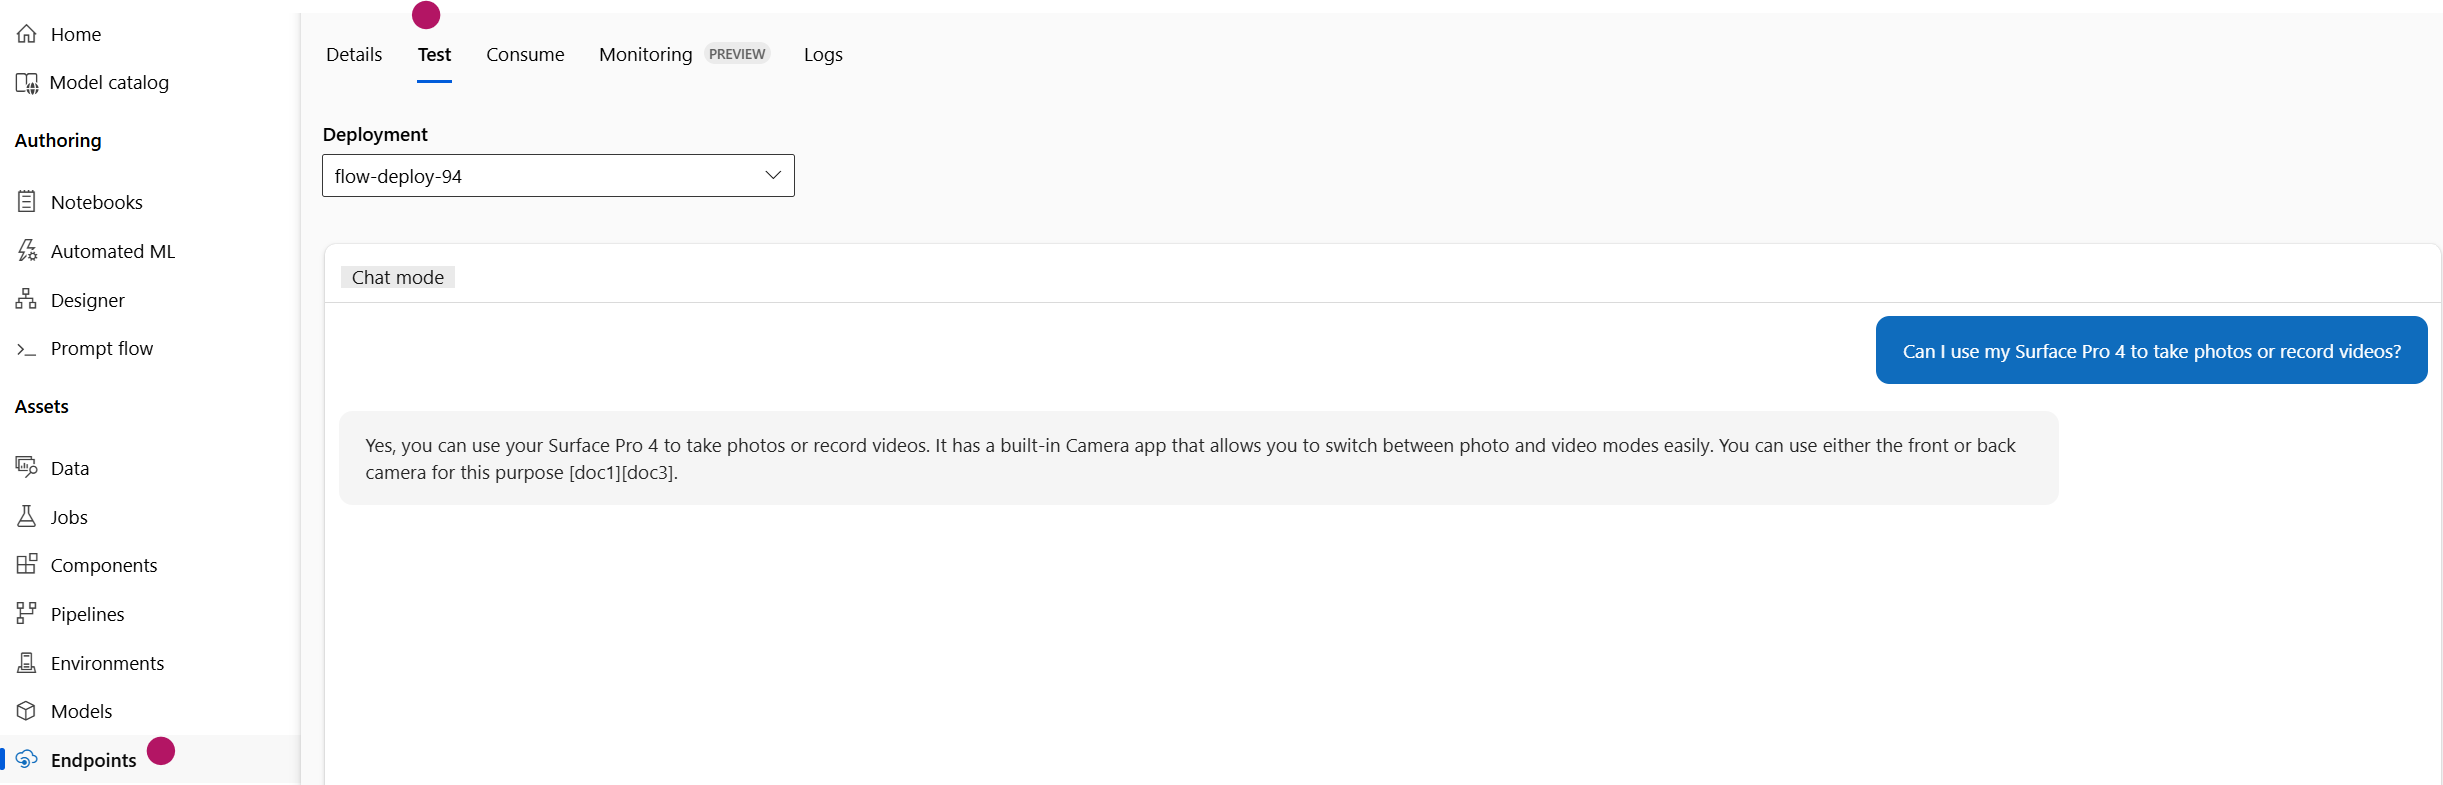 Home
Model catalog
Authoring
Notebooks
Automated ML
Designer
Prompt flow
Assets
Data
Jobs
Components
Pipelines
Environments
Models
Endpoints
Details Test Consume Monitoring PREVIEW Logs
Deployment
flow-deploy-94
Chat mode
Can I use my Surface Pro 4 to take photos or record videos?
Yes, you can use your Surface Pro 4 to take photos or record videos. It has a built-in Camera app that allows you to switch between photo and video modes easily. You can use either the front or back
camera for this purpose [doc1][doc3].